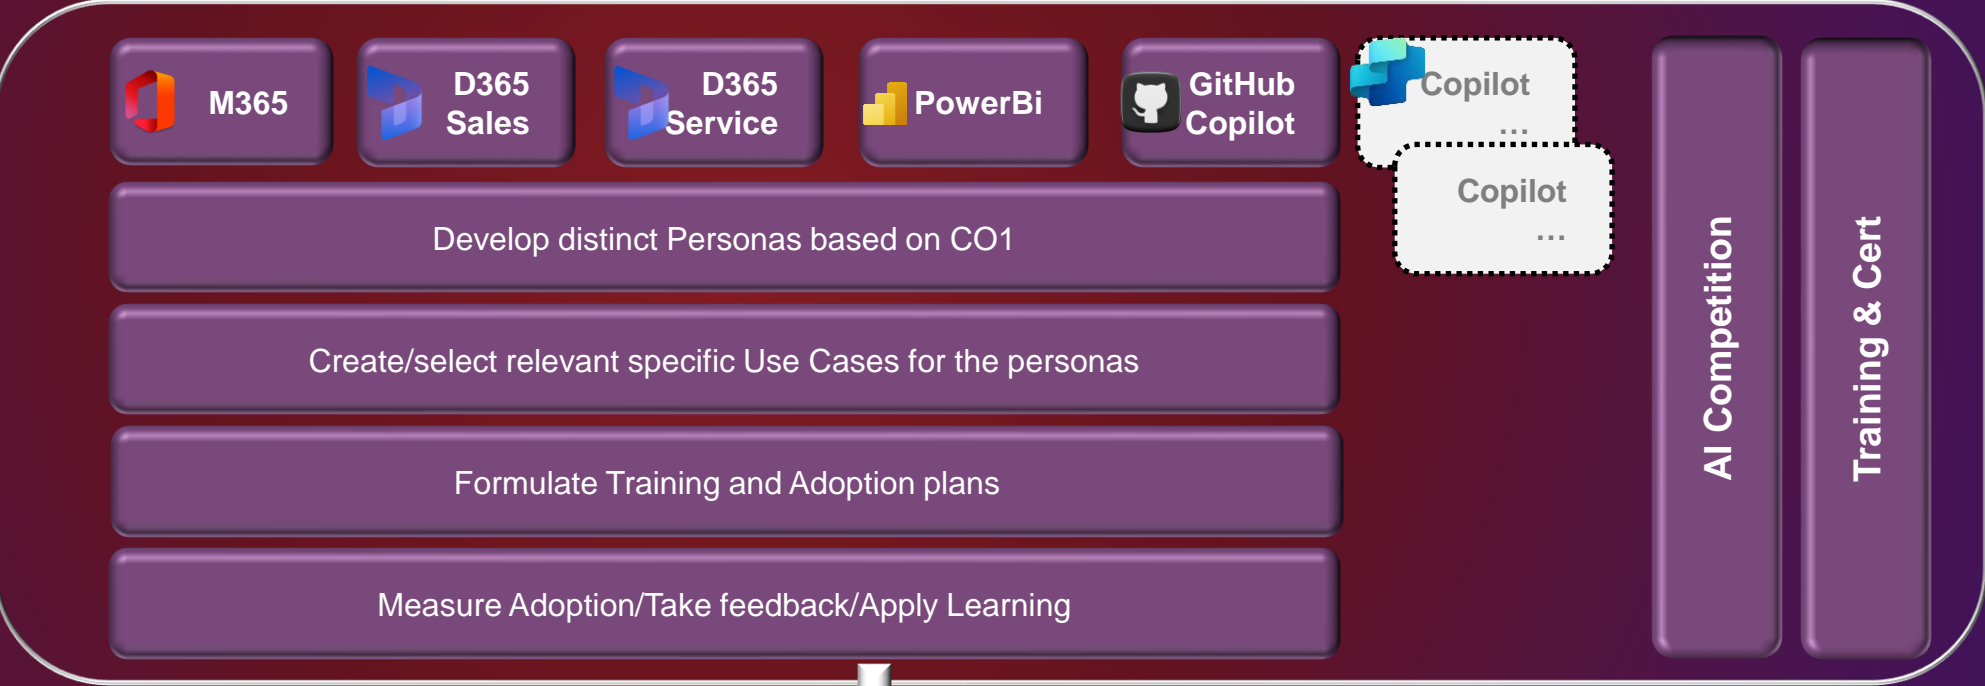 M365
D365
Sales
D365
Service
PowerBi
GitHub
Copilot
Copilot
...
Copilot
...
Develop distinct Personas based on CO1
Create/select relevant specific Use Cases for the personas
Formulate Training and Adoption plans
Measure Adoption/Take feedback/Apply Learning
AI Competition
Training & Cert